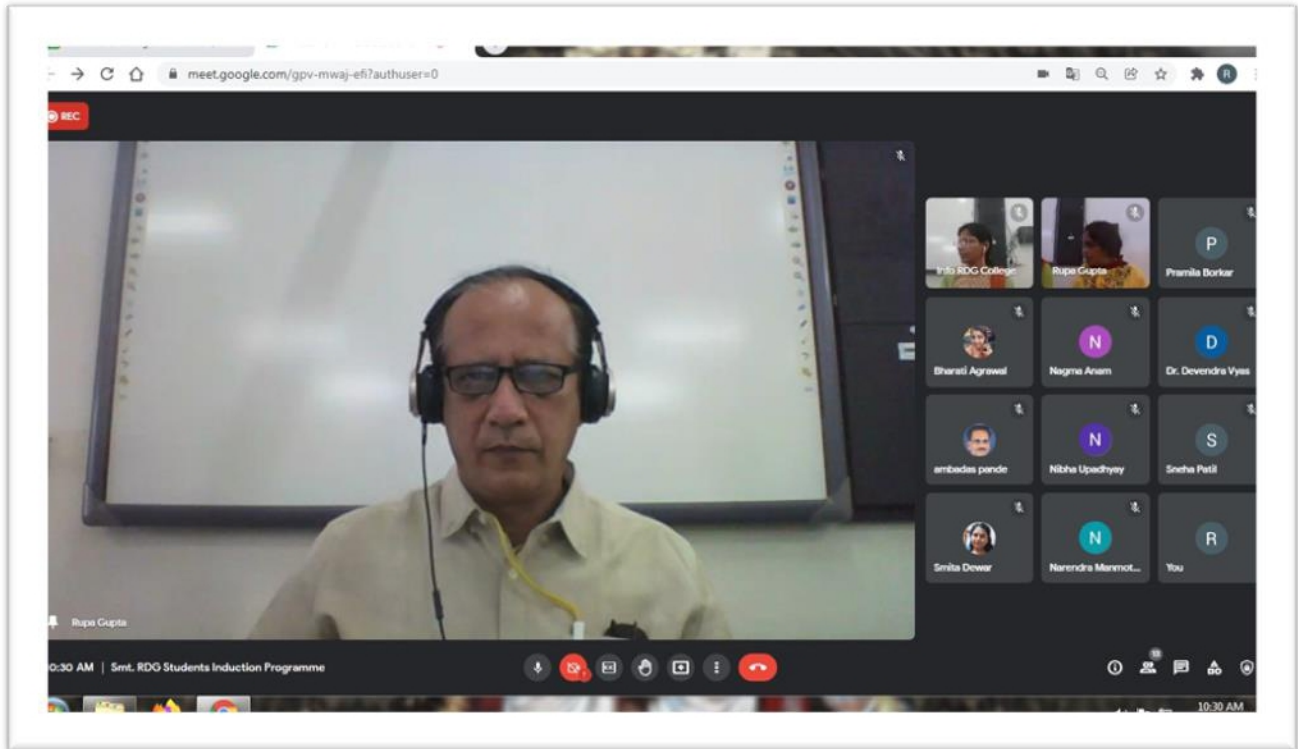 meet.google.com/gpv-mwaj-efi?authuser=0
R
REC
Info RDG College
Rupa Gupta
P
Pramila Borkar
Bharati Agrawal
N
Nagma Anam
D
Dr. Devendra Vyas
ambadas pande
N
Nibha Upadhyay
S
Sneha Patil
Smita Dewar
N
Narendra Manmot...
R
You
Rupa Gupta
0:30 AM | Smt. RDG Students Induction Programme
10:30 AM